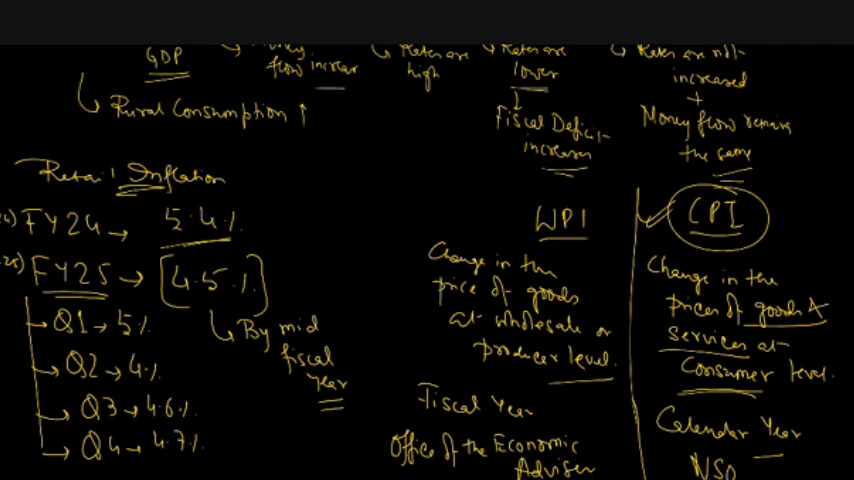 GDP
flow increase
Rates are
high
Rates are
lower
Rates are not
increased
+
Rural Consumption ↑
Fiscal Deficit
increases
Money flow remains
the same
Retail Inflation
FY24 → 5.4%
FY25 → [4.5%]
By mid
fiscal
year
Q1 → 5%
Q2 → 4%
Q3 → 4.6%
Q4 → 4.7%
WPI
Change in the
price of goods
at wholesale or
producer level.
Fiscal Year
Office of the Economic
Adviser
CPI
Change in the
prices of goods &
services at
Consumer level.
Calendar Year
NSO